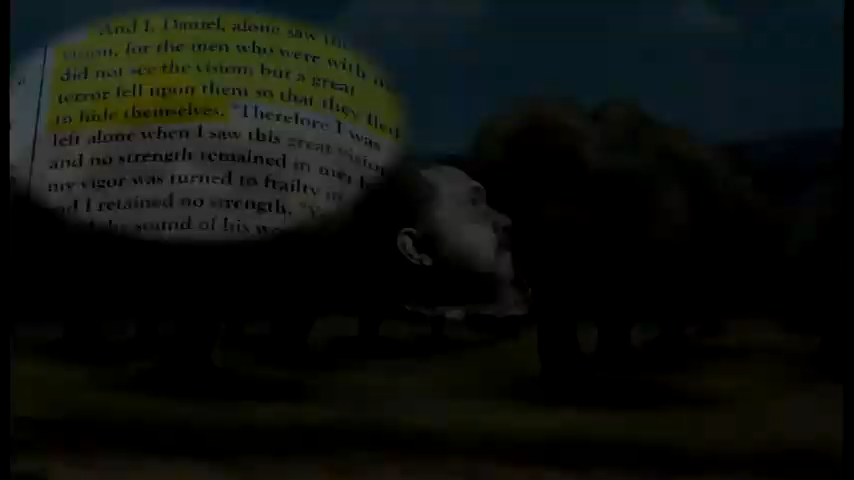 And I, Daniel, alone saw the
vision, for the men who were with me
did not see the vision; but a great
terror fell upon them so that they fled
to hide themselves. "Therefore I was
left alone when I saw this great vision
and no strength remained in me;
my vigor was turned to frailty
and I retained no strength.
the sound of his